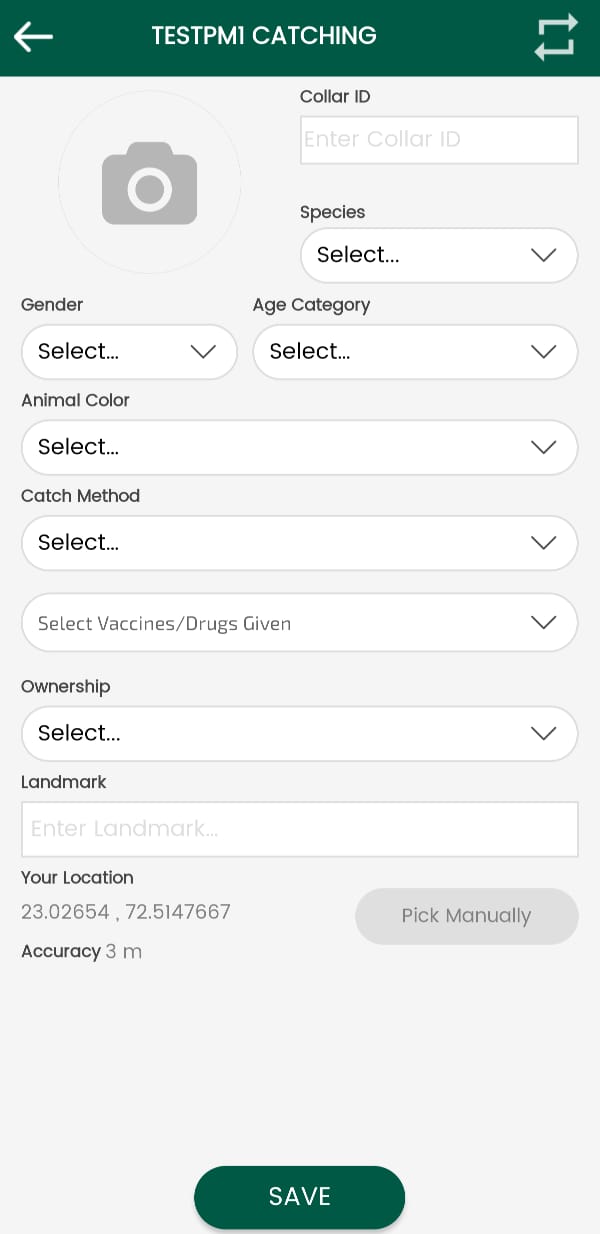 TESTPM1 CATCHING
Collar ID
Enter Collar ID
Species
Select...
Gender
Age Category
Select...
Select...
Animal Color
Select...
Catch Method
Select...
Select Vaccines/Drugs Given
Ownership
Select...
Landmark
Enter Landmark...
Your Location
23.02654 , 72.5147667
Pick Manually
Accuracy 3 m
SAVE